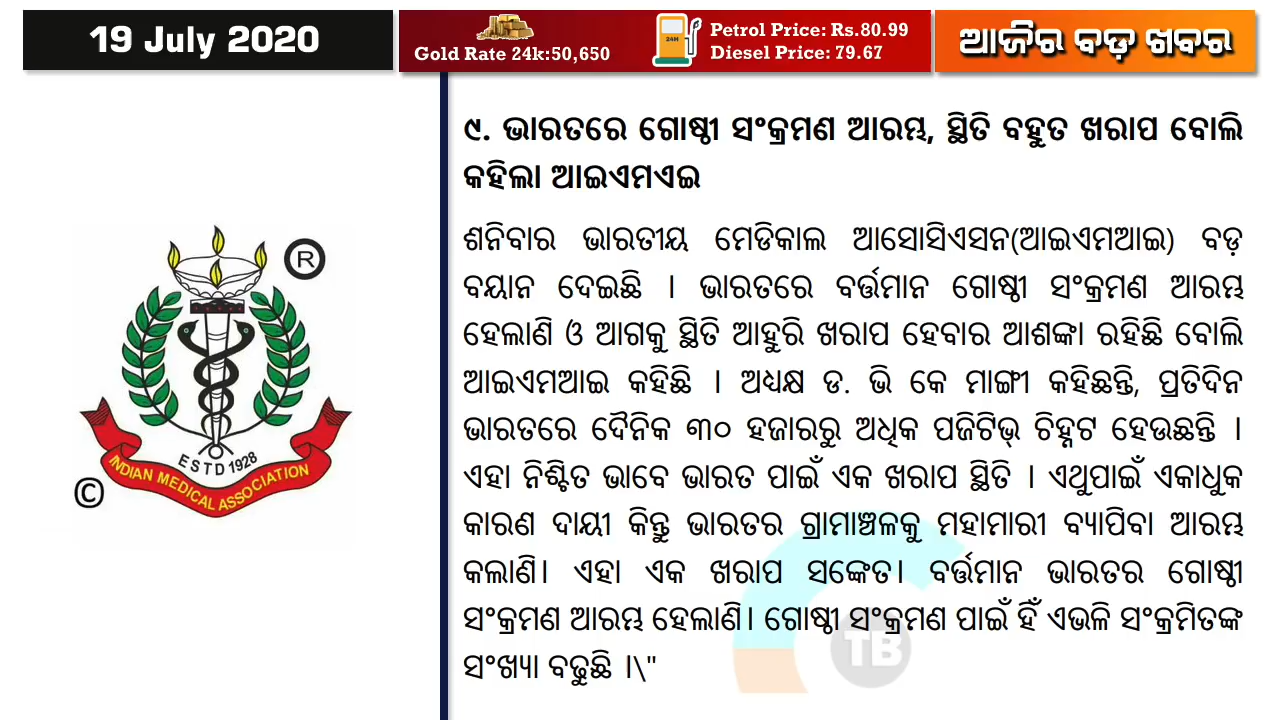 19 July 2020
Gold Rate 24k:50,650
24H
Petrol Price: Rs.80.99
Diesel Price: 79.67
ଆଜିର ବଡ଼ ଖବର
୯. ଭାରତରେ ଗୋଷ୍ଠୀ ସଂକ୍ରମଣ ଆରମ୍ଭ, ସ୍ଥିତି ବହୁତ ଖରାପ ବୋଲି
କହିଲା ଆଇଏମଏଇ
ଶନିବାର ଭାରତୀୟ ମେଡିକାଲ ଆସୋସିଏସନ(ଆଇଏମଆଇ) ବଡ଼
ବୟାନ ଦେଇଛି । ଭାରତରେ ବର୍ତ୍ତମାନ ଗୋଷ୍ଠୀ ସଂକ୍ରମଣ ଆରମ୍ଭ
ହେଲାଣି ଓ ଆଗକୁ ସ୍ଥିତି ଆହୁରି ଖରାପ ହେବାର ଆଶଙ୍କା ରହିଛି ବୋଲି
ଆଇଏମଆଇ କହିଛି । ଅଧ୍ୟକ୍ଷ ଡ. ଭି କେ ମାଙ୍ଗୀ କହିଛନ୍ତି, ପ୍ରତିଦିନ
ଭାରତରେ ଦୈନିକ ୩୦ ହଜାରରୁ ଅଧିକ ପଜିଟିଭ୍ ଚିହ୍ନଟ ହେଉଛନ୍ତି ।
ଏହା ନିଶ୍ଚିତ ଭାବେ ଭାରତ ପାଇଁ ଏକ ଖରାପ ସ୍ଥିତି । ଏଥୁପାଇଁ ଏକାଧୁକ
କାରଣ ଦାୟୀ କିନ୍ତୁ ଭାରତର ଗ୍ରାମାଞ୍ଚଳକୁ ମହାମାରୀ ବ୍ୟାପିବା ଆରମ୍ଭ
କଲାଣି। ଏହା ଏକ ଖରାପ ସଙ୍କେତ। ବର୍ତ୍ତମାନ ଭାରତର ଗୋଷ୍ଠୀ
ସଂକ୍ରମଣ ଆରମ୍ଭ ହେଲାଣି। ଗୋଷ୍ଠୀ ସଂକ୍ରମଣ ପାଇଁ ହିଁ ଏଭଳି ସଂକ୍ରମିତଙ୍କ
ସଂଖ୍ୟା ବଢୁଛି ।\"
®
ESTD 1928
INDIAN MEDICAL ASSOCIATION
©
TB